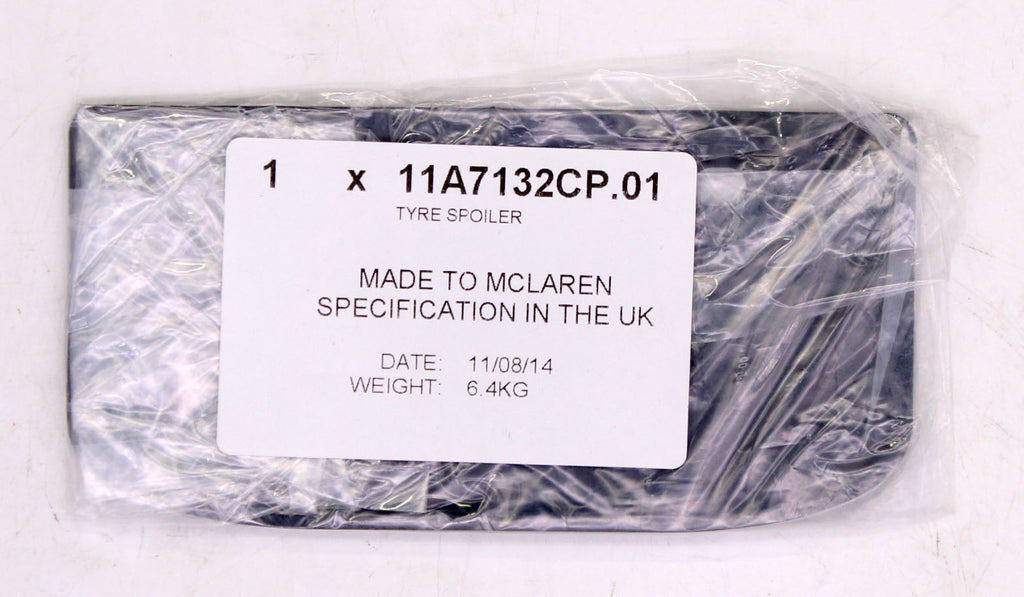 1 x 11A7132CP.01
TYRE SPOILER
MADE TO MCLAREN
SPECIFICATION IN THE UK
DATE: 11/08/14
WEIGHT: 6.4KG